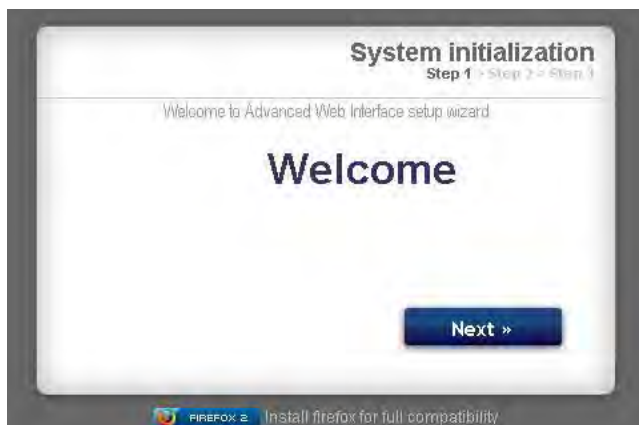 System initialization
Step 1 > Step 2 > Step 3
Welcome to Advanced Web Interface setup wizard
Welcome
Next »
FIREFOX 2 Install firefox for full compatibility